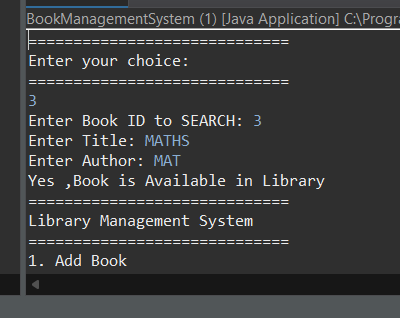 BookManagementSystem (1) [Java Application] C:\Progra
=============================
Enter your choice:
=============================
3
Enter Book ID to SEARCH: 3
Enter Title: MATHS
Enter Author: MAT
Yes ,Book is Available in Library
=============================
Library Management System
=============================
1. Add Book